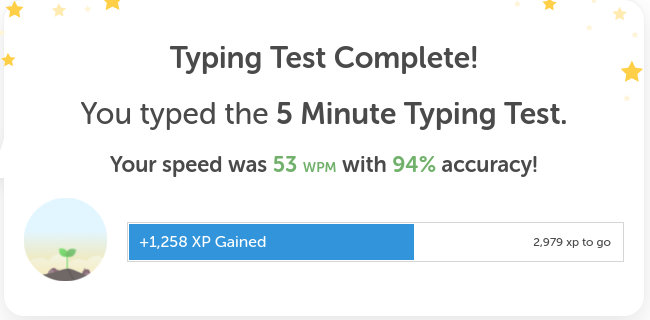 Typing Test Complete!
You typed the 5 Minute Typing Test.
Your speed was 53 WPM with 94% accuracy!
+1,258 XP Gained
2,979 xp to go